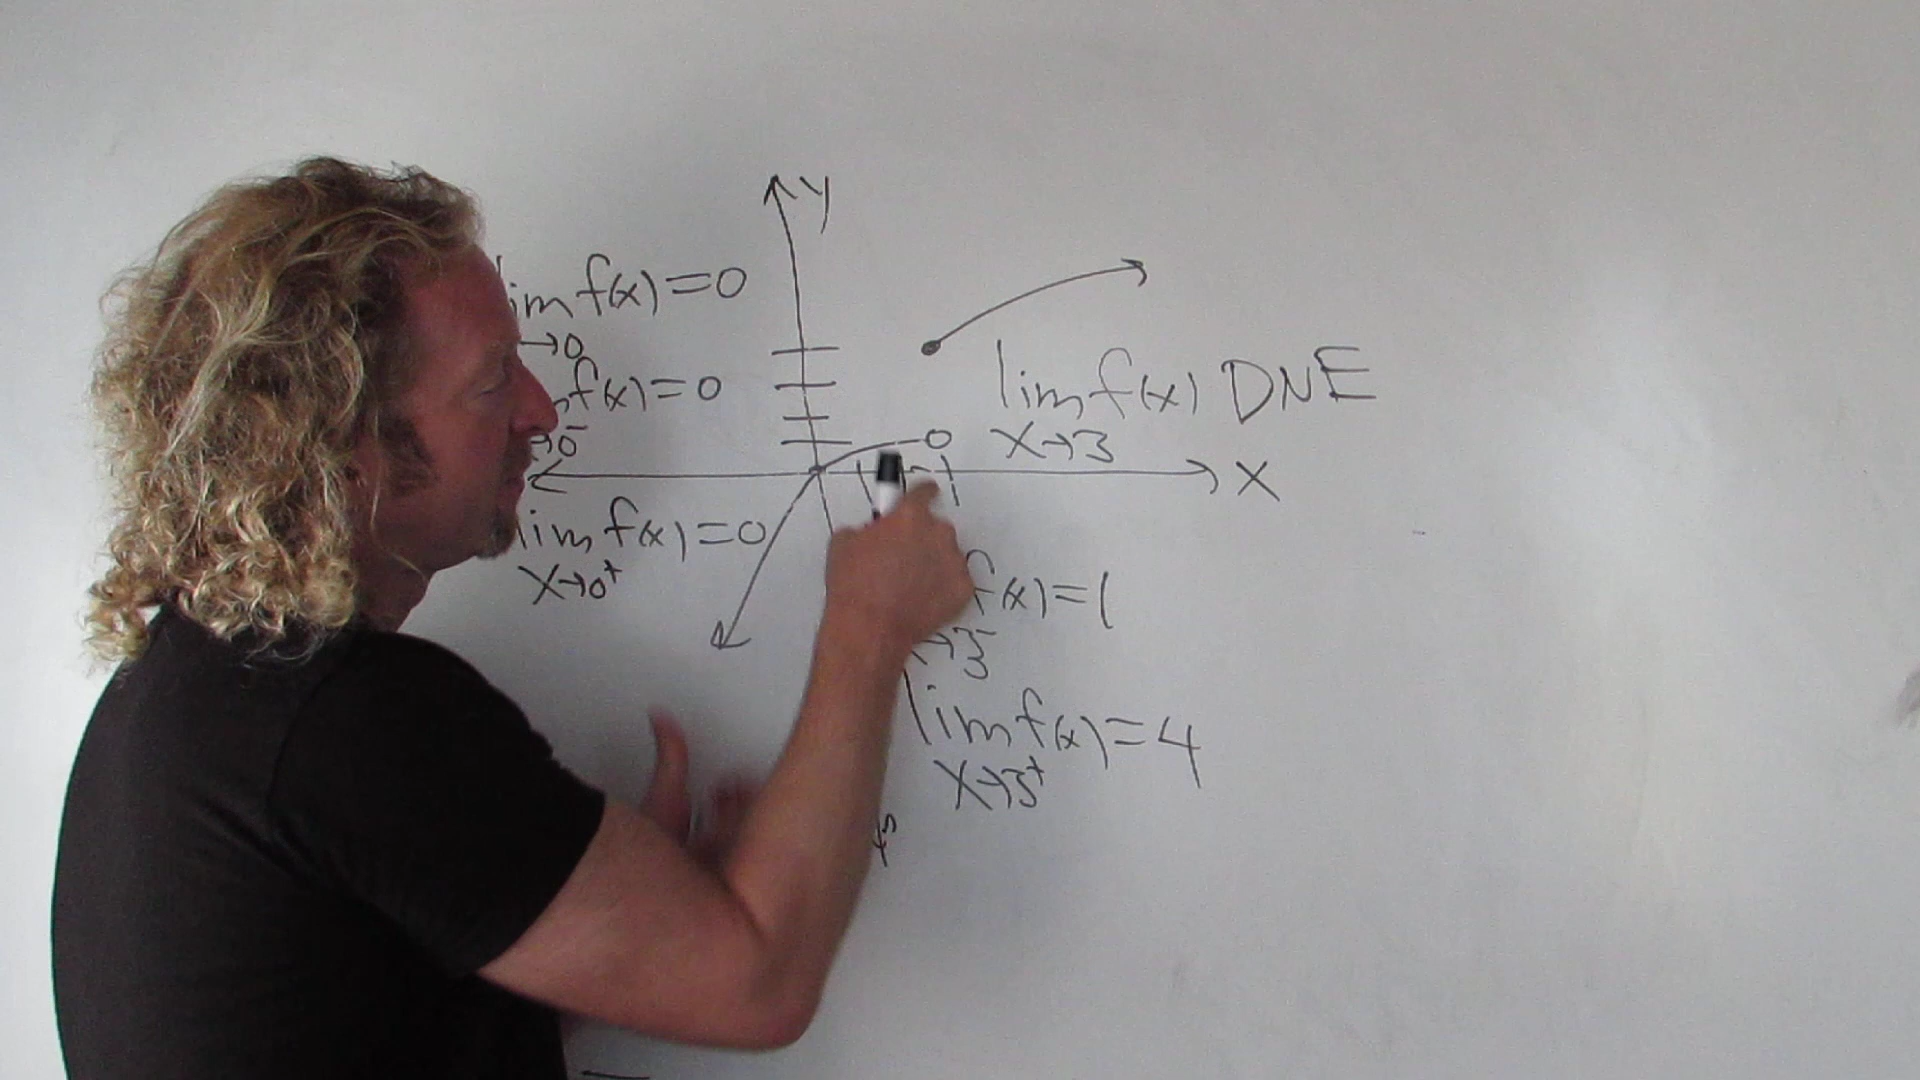 y
lim f(x)=0
→0
f(x)=0
→0⁻
lim f(x)=0
x→0⁺
lim f(x) DNE
x→3
x
f(x)=1
→3⁻
lim f(x)=4
x→3⁺